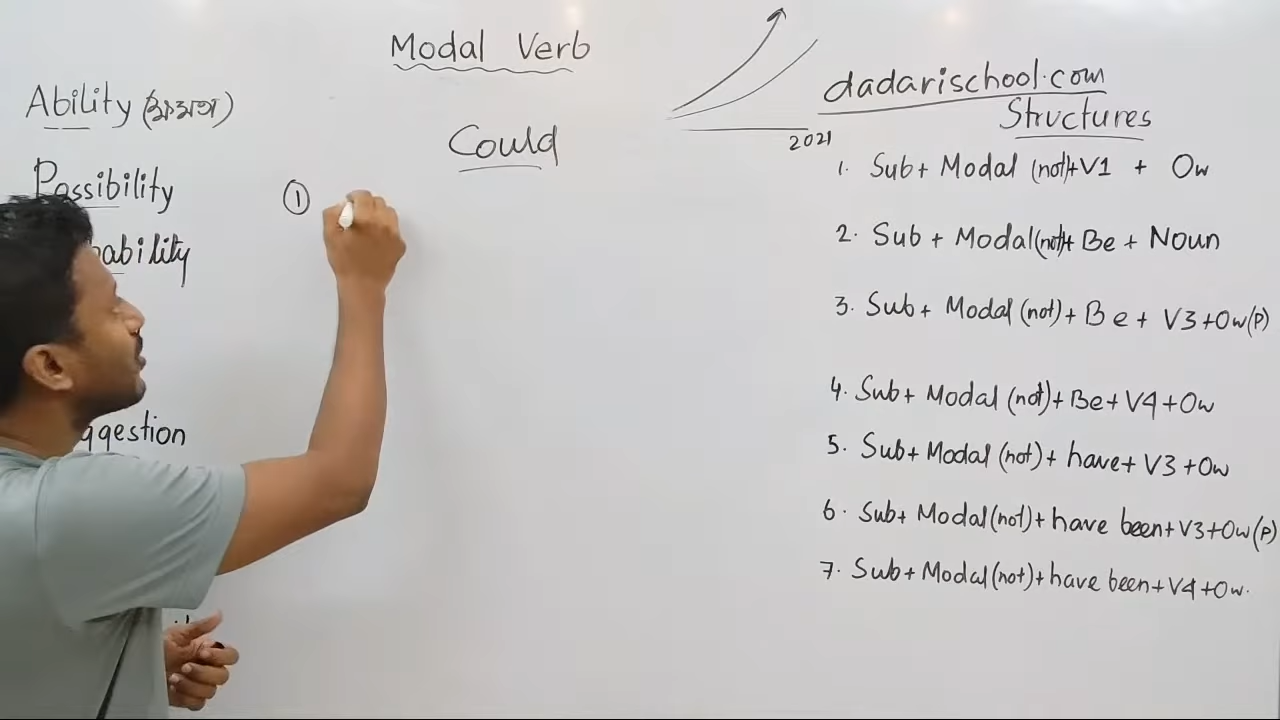 Modal Verb
Could
①
Ability (ক্ষমতা)
Possibility
bability
ggestion
2021
dadarischool.com
Structures
1. Sub+ Modal (not)+V1 + Ow
2. Sub + Modal(not)+ Be + Noun
3. Sub+ Modal (not)+ Be + V3+Ow(P)
4. Sub+ Modal (not)+Be+V4+Ow
5. Sub+ Modal (not)+ have+ V3+Ow
6. Sub+ Modal(not)+have been+V3+Ow(P)
7. Sub+Modal(not)+have been+V4+Ow.